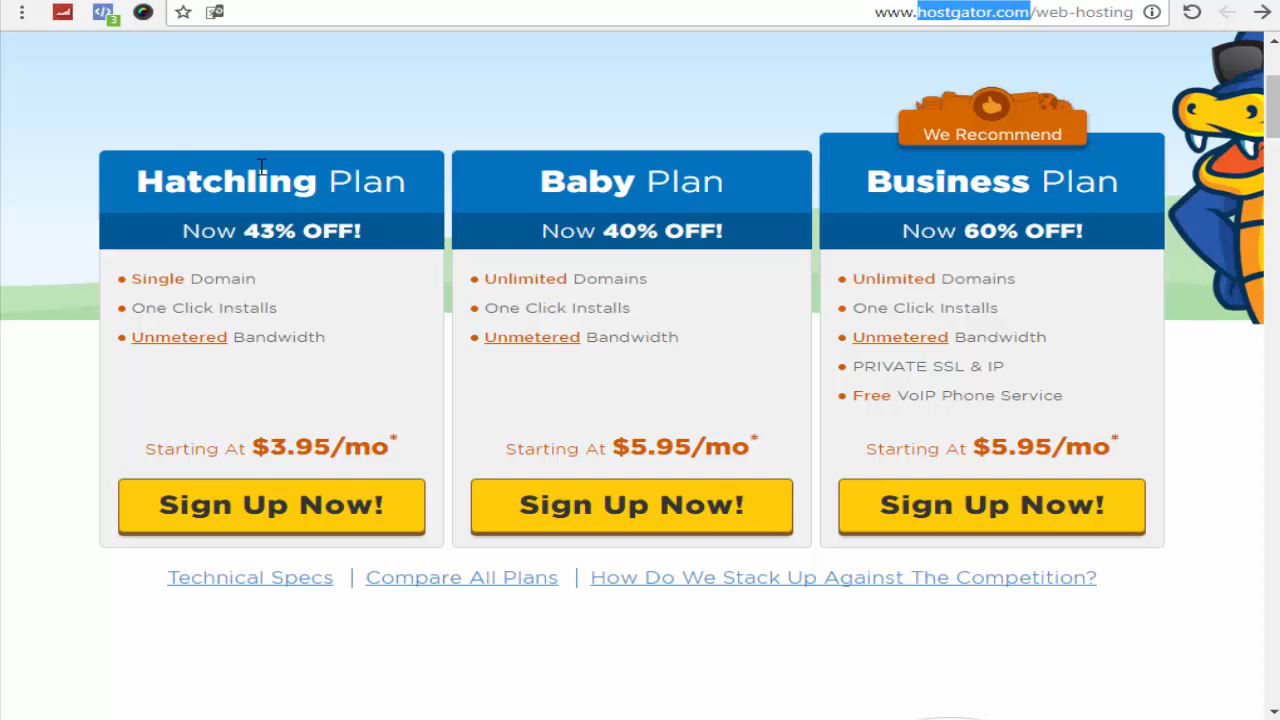 www.hostgator.com/web-hosting
3
We Recommend
Hatchling Plan
Now 43% OFF!
Single Domain
One Click Installs
Unmetered Bandwidth
Starting At $3.95/mo*
Sign Up Now!
Baby Plan
Now 40% OFF!
Unlimited Domains
One Click Installs
Unmetered Bandwidth
Starting At $5.95/mo*
Sign Up Now!
Business Plan
Now 60% OFF!
Unlimited Domains
One Click Installs
Unmetered Bandwidth
PRIVATE SSL & IP
Free VoIP Phone Service
Starting At $5.95/mo*
Sign Up Now!
Technical Specs | Compare All Plans | How Do We Stack Up Against The Competition?